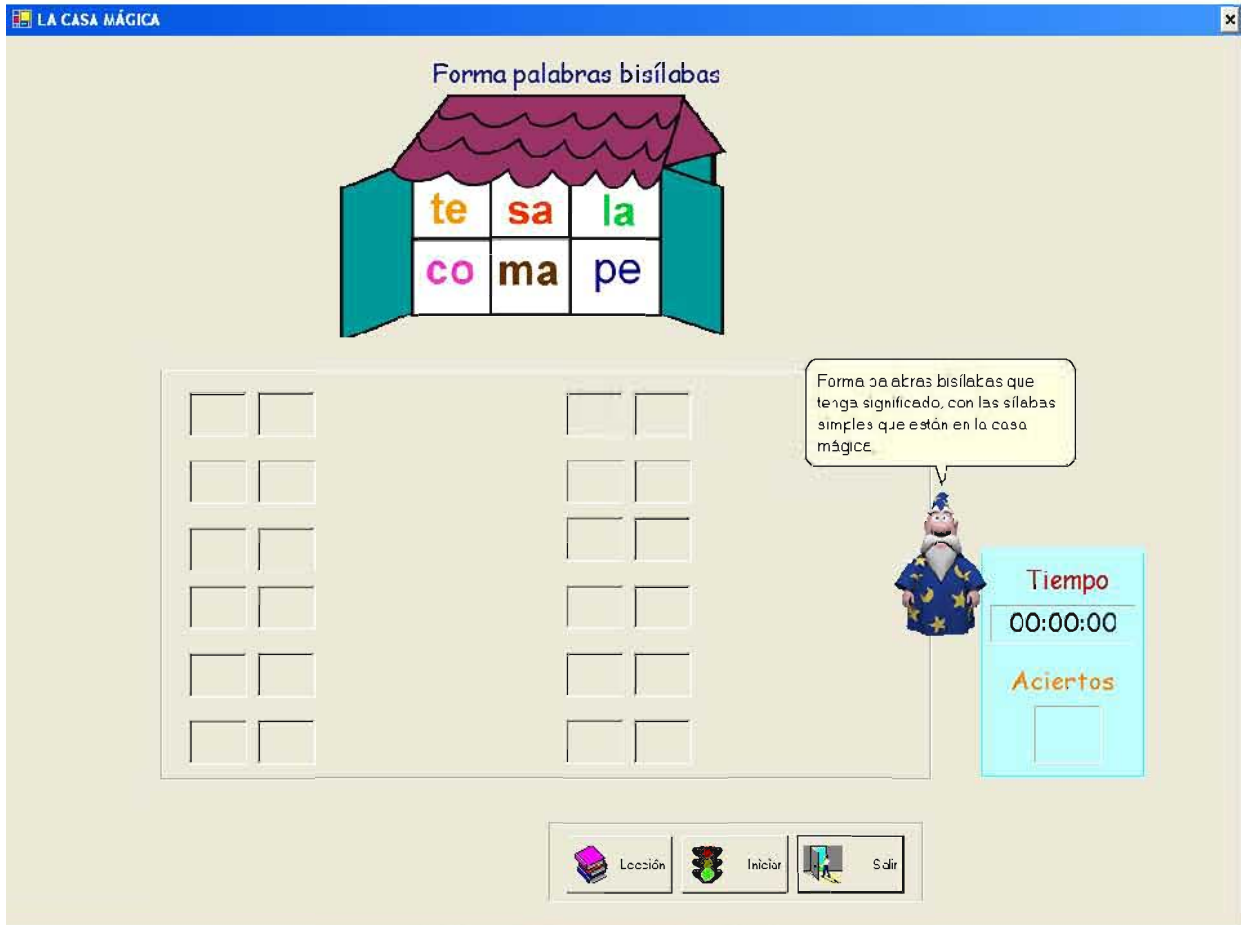 LA CASA MÁGICA
Forma palabras bisílabas
te sa la
co ma pe
Forma palabras bisílabas que
tenga significado, con las sílabas
simples que están en la casa
mágica
Tiempo
00:00:00
Aciertos
Lección Iniciar Salir